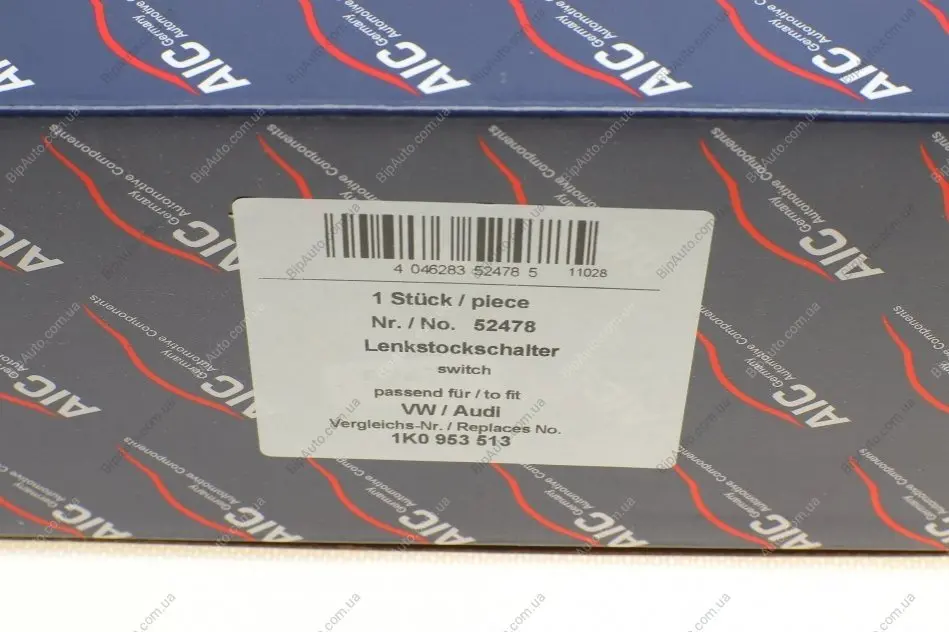 AIC Germany
Automotive Components
4 046283 52478 5 11028
1 Stück / piece
Nr. / No. 52478
Lenkstockschalter
switch
passend für / to fit
VW / Audi
Vergleichs-Nr. / Replaces No.
1K0 953 513
BipAuto.com.ua